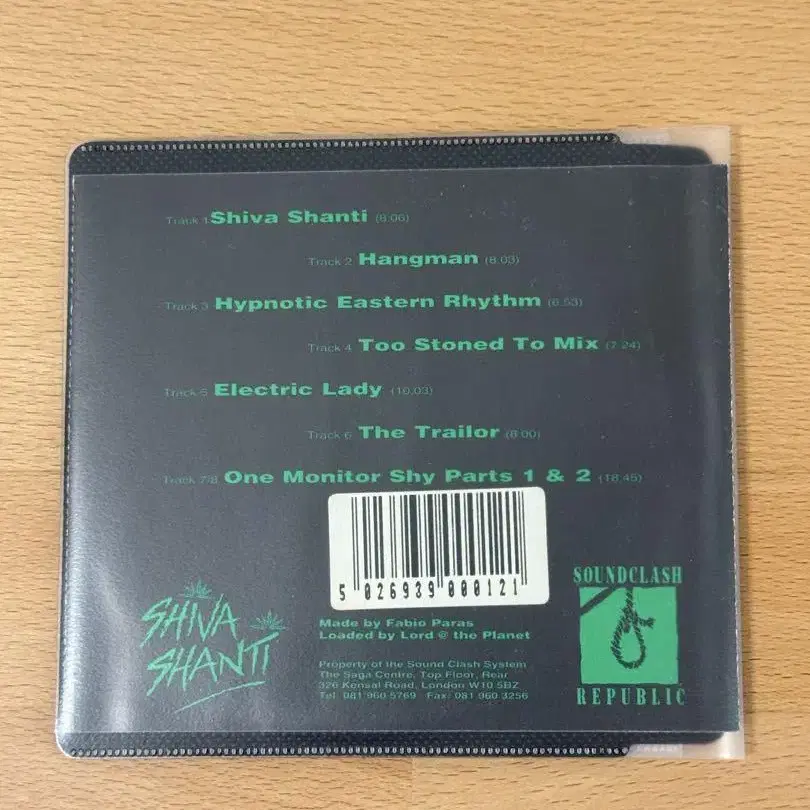 Track 1 Shiva Shanti (8.06)
Track 2 Hangman (8.03)
Track 3 Hypnotic Eastern Rhythm (6.53)
Track 4 Too Stoned To Mix (7.24)
Track 5 Electric Lady (10.03)
Track 6 The Trailor (8.00)
Track 7/8 One Monitor Shy Parts 1 & 2 (18.45)
5 026939 000121
SHIVA
SHANTI
Made by Fabio Paras
Loaded by Lord @ the Planet
Property of the Sound Clash System
The Saga Centre, Top Floor, Rear
326 Kensal Road, London W10 5BZ
Tel. 081 960 5769 Fax. 081 960 3256
SOUNDCLASH
REPUBLIC